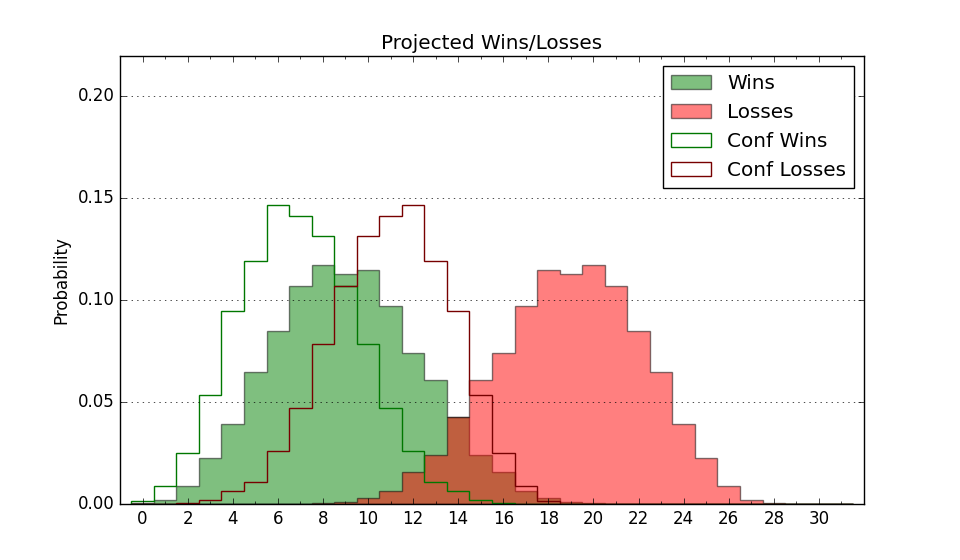 Projected Wins/Losses
Wins
Losses
Conf Wins
Conf Losses
Probability
0.20
0.15
0.10
0.05
0.00
0 2 4 6 8 10 12 14 16 18 20 22 24 26 28 30